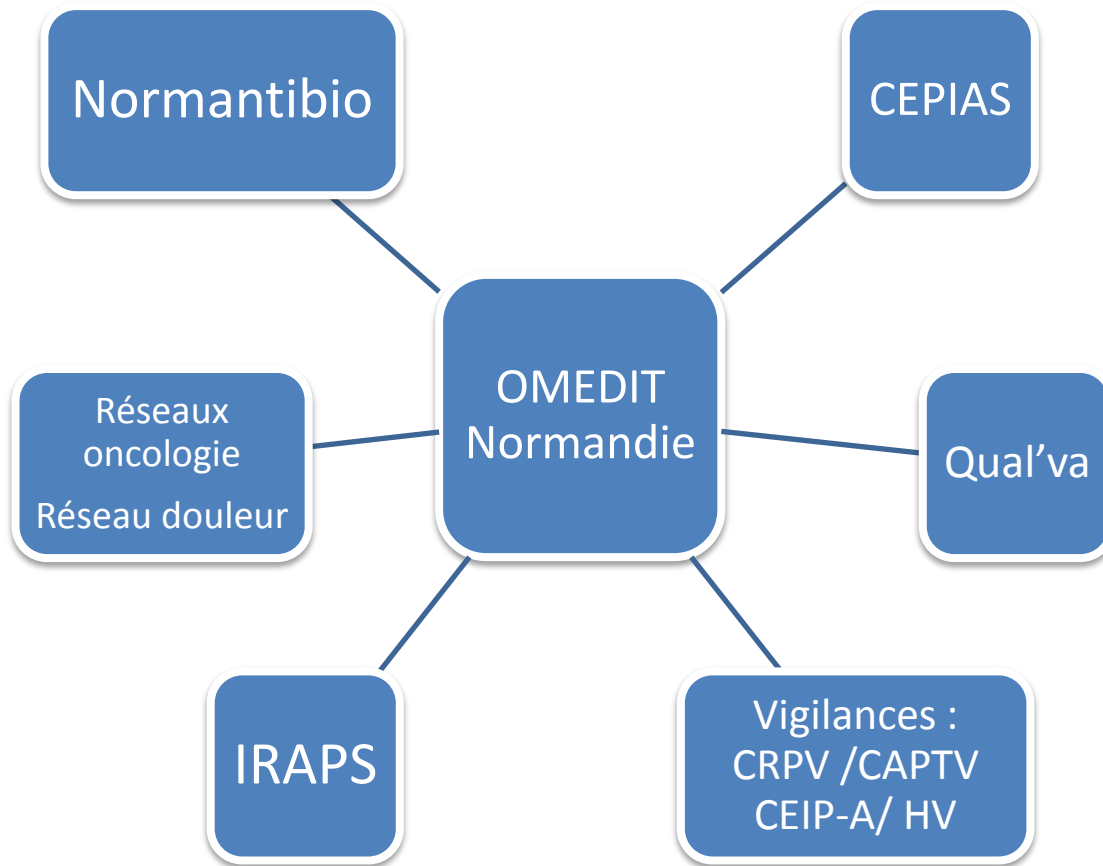 Normantibio
CEPIAS
OMEDIT
Normandie
Réseaux
oncologie
Réseau douleur
Qual’va
IRAPS
Vigilances :
CRPV /CAPTV
CEIP-A/ HV